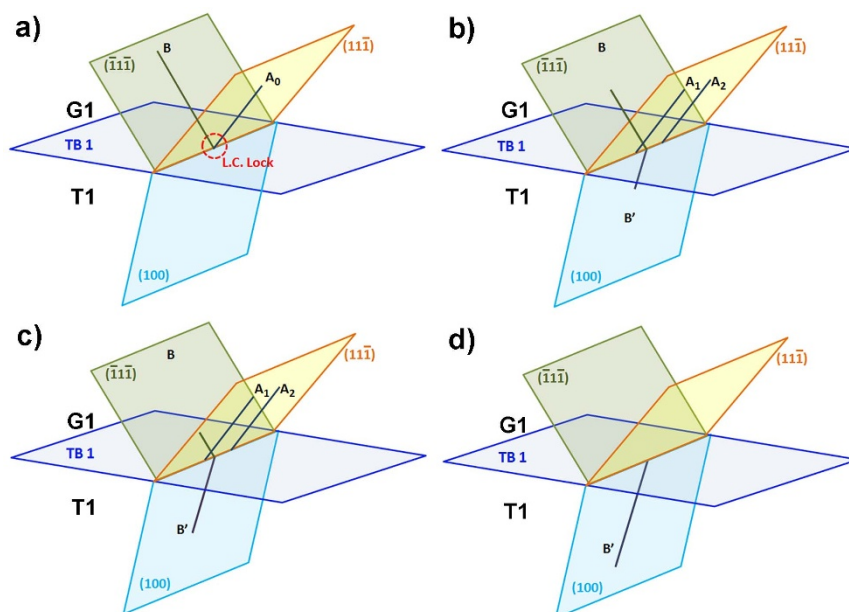 a)
B
A₀
(111̅)
(1̅11̅)
G1
TB 1
L.C. Lock
T1
(100)
b)
B
A₁ A₂
(111̅)
(1̅11̅)
G1
TB 1
T1
B’
(100)
c)
B
A₁ A₂
(111̅)
(1̅11̅)
G1
TB 1
T1
B’
(100)
d)
(111̅)
(1̅11̅)
G1
TB 1
T1
B’
(100)